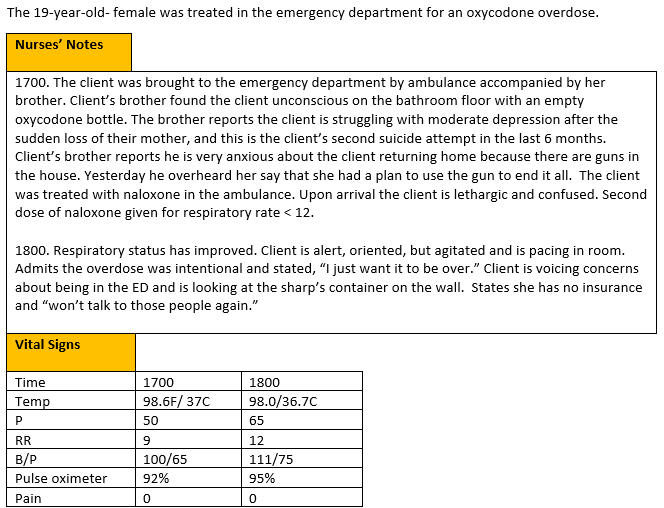 The 19-year-old- female was treated in the emergency department for an oxycodone overdose.
Nurses’ Notes
1700. The client was brought to the emergency department by ambulance accompanied by her
brother. Client’s brother found the client unconscious on the bathroom floor with an empty
oxycodone bottle. The brother reports the client is struggling with moderate depression after the
sudden loss of their mother, and this is the client’s second suicide attempt in the last 6 months.
Client’s brother reports he is very anxious about the client returning home because there are guns in
the house. Yesterday he overheard her say that she had a plan to use the gun to end it all.  The client
was treated with naloxone in the ambulance. Upon arrival the client is lethargic and confused. Second
dose of naloxone given for respiratory rate < 12.
1800. Respiratory status has improved. Client is alert, oriented, but agitated and is pacing in room.
Admits the overdose was intentional and stated, “I just want it to be over.” Client is voicing concerns
about being in the ED and is looking at the sharp’s container on the wall.  States she has no insurance
and “won’t talk to those people again.”
Vital Signs
Time 1700 1800
Temp 98.6F/ 37C 98.0/36.7C
P 50 65
RR 9 12
B/P 100/65 111/75
Pulse oximeter 92% 95%
Pain 0 0